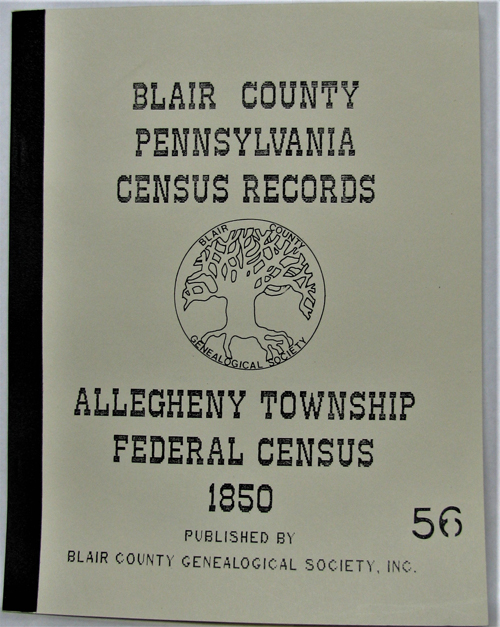 BLAIR COUNTY
PENNSYLVANIA
CENSUS RECORDS
BLAIR COUNTY
GENEALOGICAL SOCIETY
ALLEGHENY TOWNSHIP
FEDERAL CENSUS
1850
56
PUBLISHED BY
BLAIR COUNTY GENEALOGICAL SOCIETY, INC.